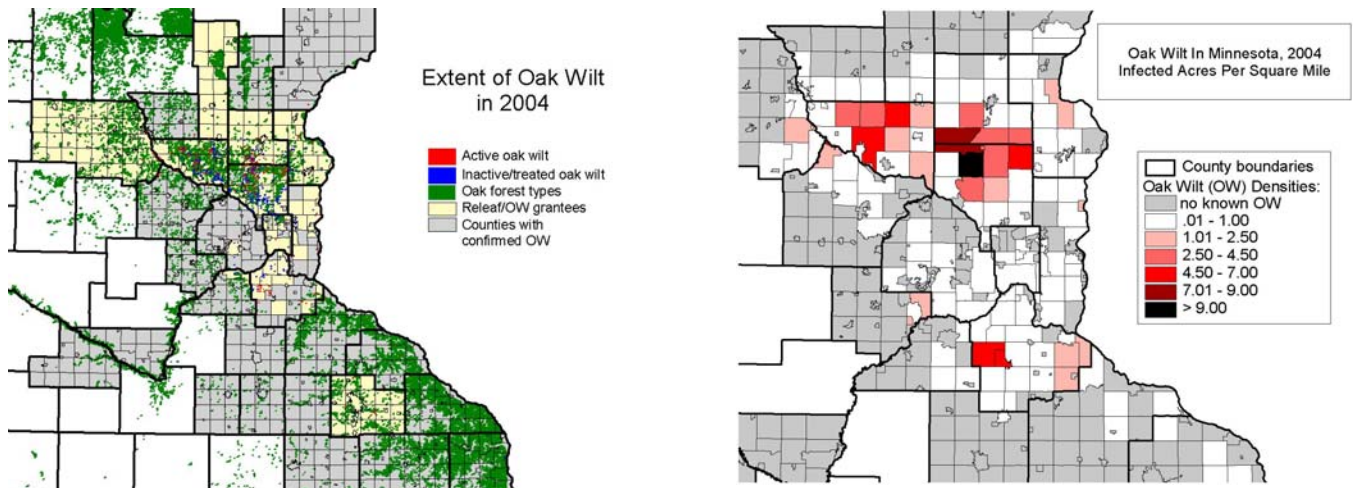 Extent of Oak Wilt
in 2004
Active oak wilt
Inactive/treated oak wilt
Oak forest types
Releaf/OW grantees
Counties with
confirmed OW
Oak Wilt In Minnesota, 2004
Infected Acres Per Square Mile
County boundaries
Oak Wilt (OW) Densities:
no known OW
.01 - 1.00
1.01 - 2.50
2.50 - 4.50
4.50 - 7.00
7.01 - 9.00
> 9.00